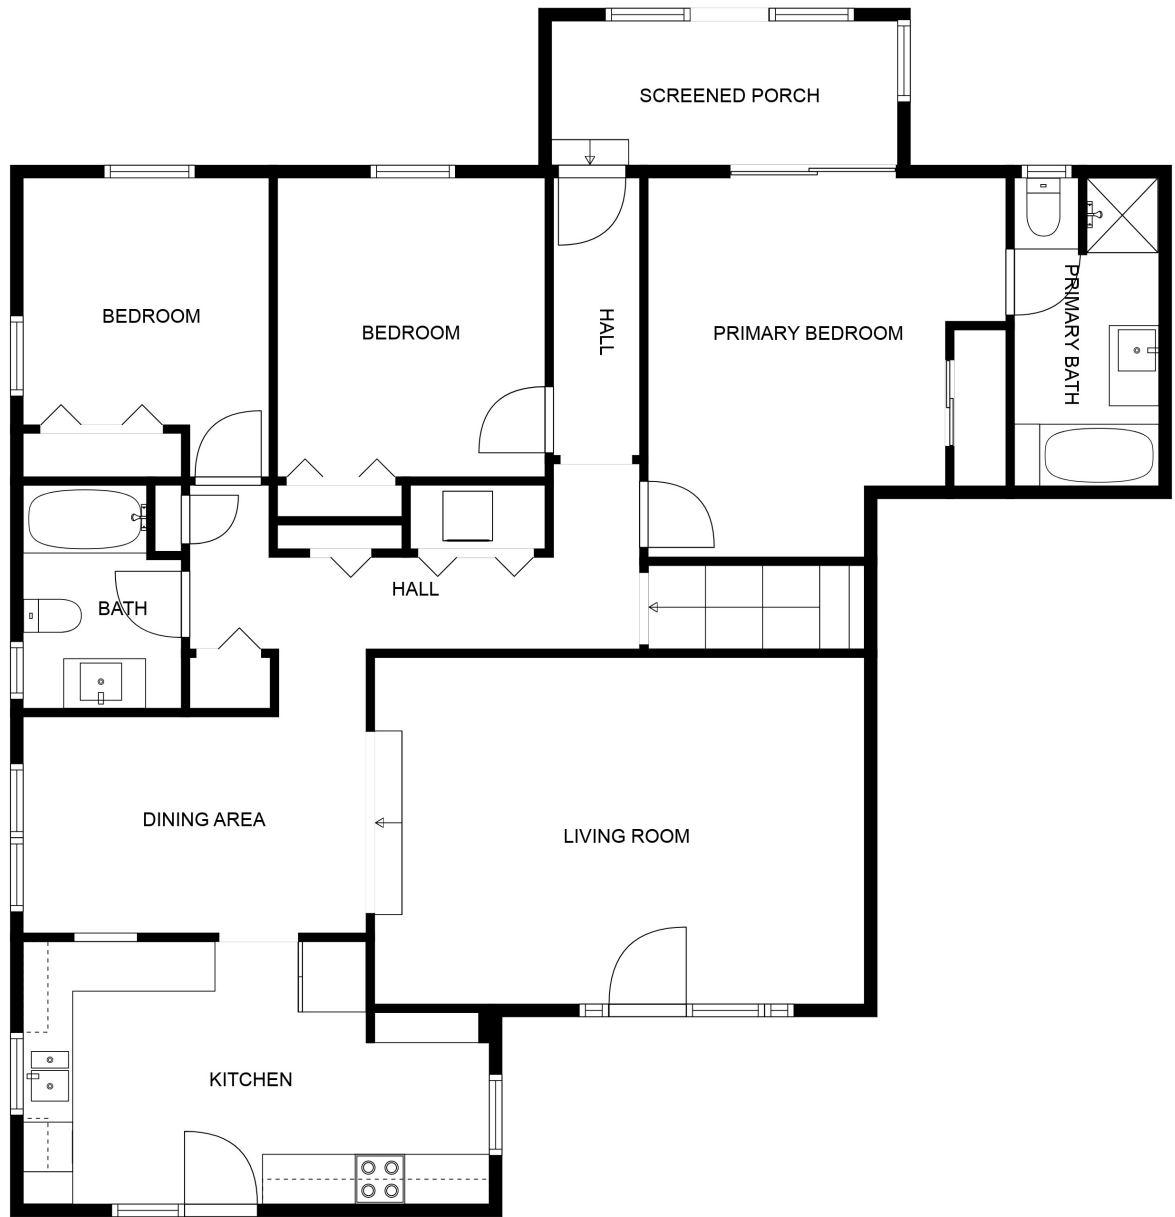 SCREENED PORCH
BEDROOM
BEDROOM
HALL
PRIMARY BEDROOM
PRIMARY BATH
HALL
BATH
DINING AREA
LIVING ROOM
KITCHEN